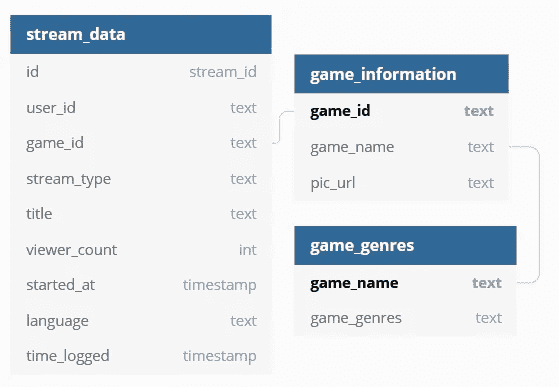 stream_data
id stream_id
user_id text
game_id text
stream_type text
title text
viewer_count int
started_at timestamp
language text
time_logged timestamp
game_information
game_id text
game_name text
pic_url text
game_genres
game_name text
game_genres text